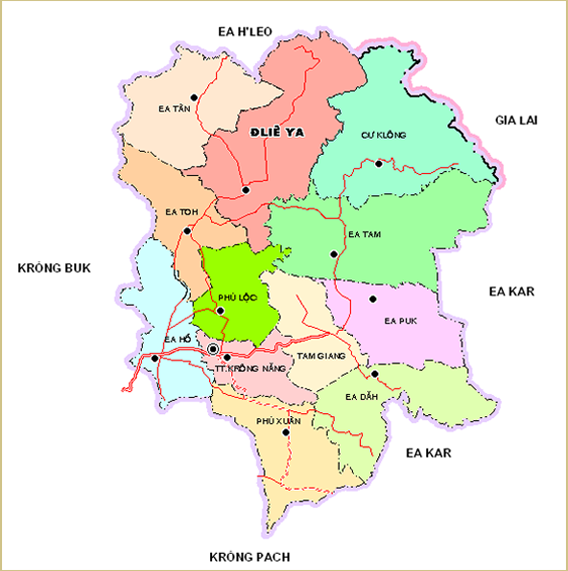 EA H'LEO
EA TÂN
ĐLIÊ YA
CƯ KLÔNG
GIA LAI
EA TOH
EA TAM
KRÔNG BUK
EA KAR
PHÚ LỘC
EA PUK
EA HỒ
TAM GIANG
TT.KRÔNG NĂNG
EA DĂH
PHÚ XUÂN
EA KAR
KRÔNG PACH